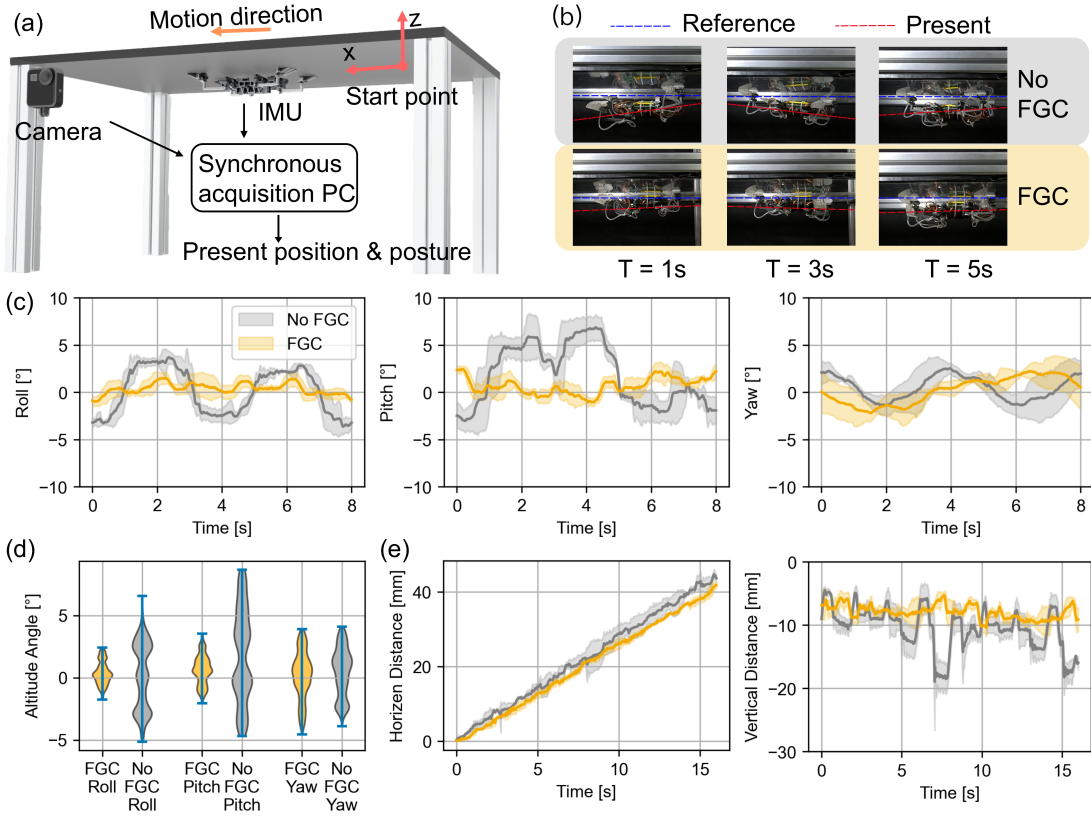 (a)
Motion direction
z
x
Start point
IMU
Camera
Synchronous
acquisition PC
Present position & posture
(b)
Reference
Present
No
FGC
FGC
T = 1s
T = 3s
T = 5s
(c)
10
5
0
−5
−10
Roll [°]
No FGC
FGC
0
2
4
6
8
Time [s]
10
5
0
−5
−10
Pitch [°]
0
2
4
6
8
Time [s]
10
5
0
−5
−10
Yaw [°]
0
2
4
6
8
Time [s]
(d)
Altitude Angle [°]
5
0
−5
FGC
Roll
No
FGC
Roll
FGC
Pitch
No
FGC
Pitch
FGC
Yaw
No
FGC
Yaw
(e)
Horizen Distance [mm]
40
20
0
0
5
10
15
Time [s]
Vertical Distance [mm]
0
−10
−20
−30
0
5
10
15
Time [s]